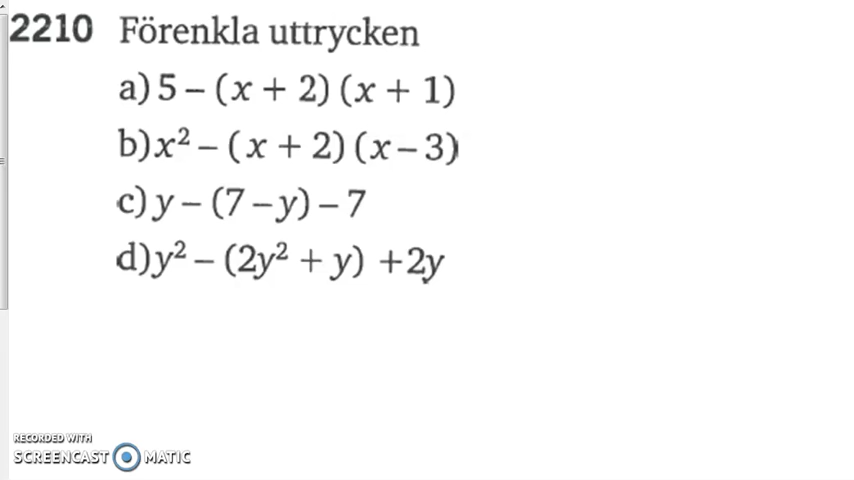 2210 Förenkla uttrycken
a) 5 – (x + 2) (x + 1)
b) x² – (x + 2) (x – 3)
c) y – (7 – y) – 7
d) y² – (2y² + y) +2y
RECORDED WITH
SCREENCAST MATIC